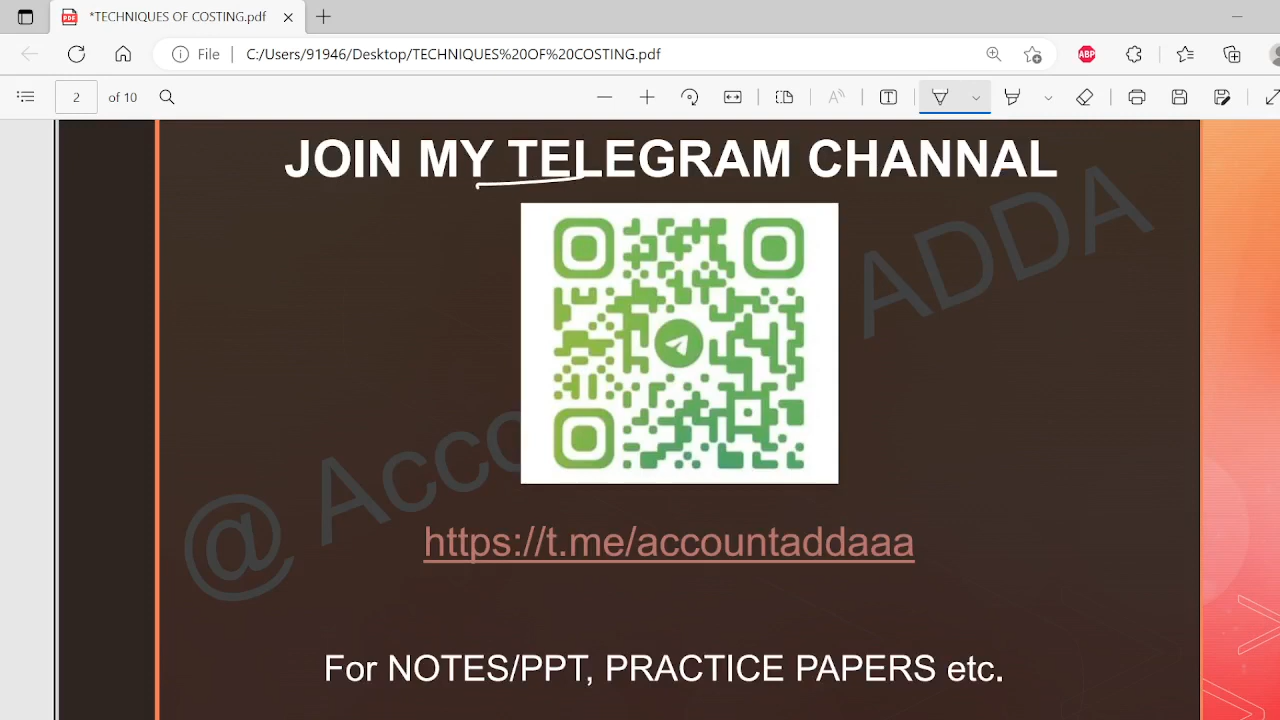 *TECHNIQUES OF COSTING.pdf
File | C:/Users/91946/Desktop/TECHNIQUES%20OF%20COSTING.pdf
ABP
2 of 10
JOIN MY TELEGRAM CHANNAL
ADDA
@ Acco
https://t.me/accountaddaaa
For NOTES/PPT, PRACTICE PAPERS etc.